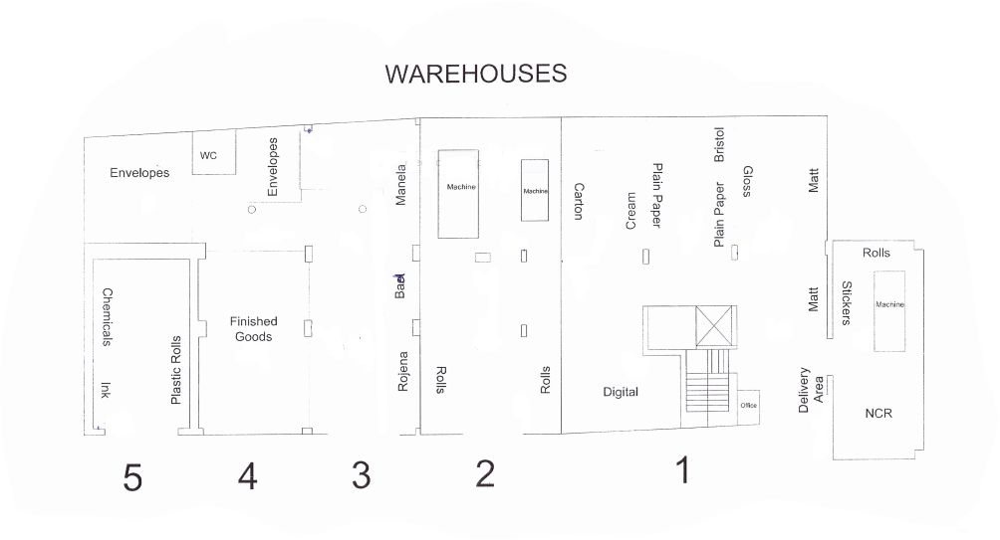 WAREHOUSES
Envelopes
WC
Envelopes
Manela
Machine
Machine
Carton
Cream
Plain Paper
Plain Paper
Bristol
Gloss
Matt
Rolls
Chemicals
Ink
Plastic Rolls
Finished
Goods
Rojena
Rolls
Rolls
Digital
Office
Matt
Stickers
Machine
Delivery
Area
NCR
5
4
3
2
1